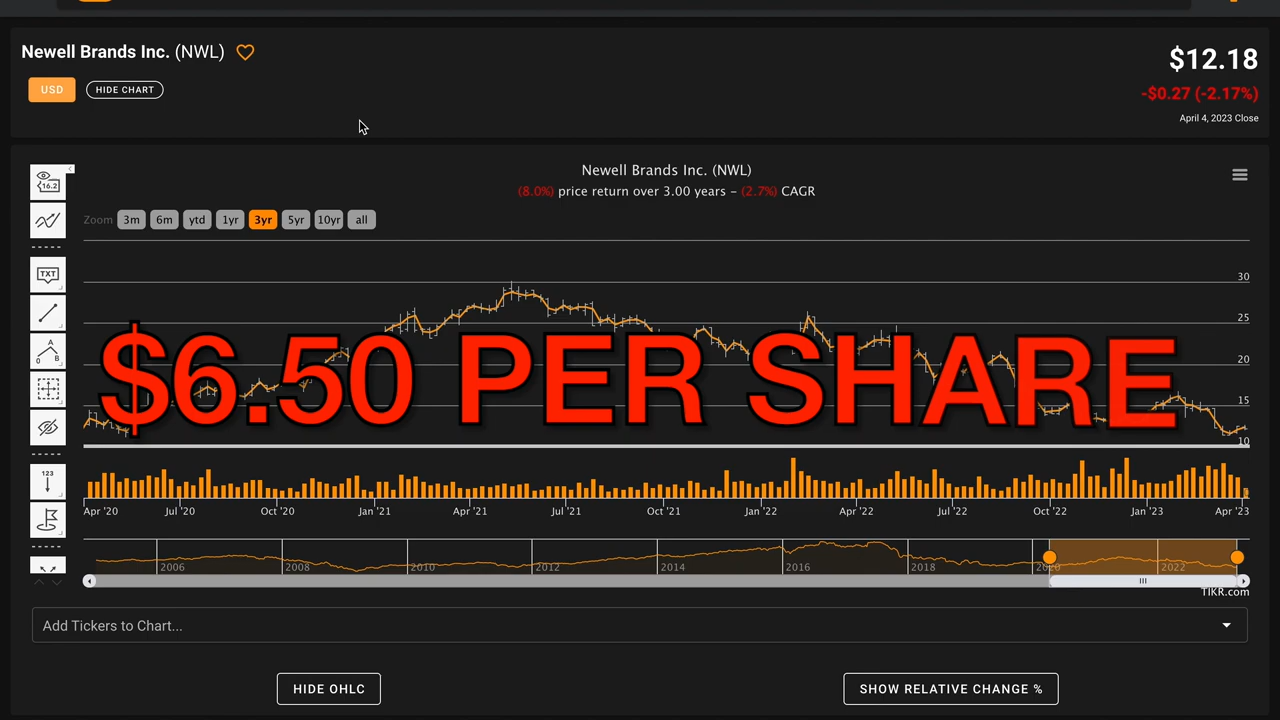 Newell Brands Inc. (NWL)
$12.18
USD
HIDE CHART
-$0.27 (-2.17%)
April 4, 2023 Close
Newell Brands Inc. (NWL)
(8.0%) price return over 3.00 years – (2.7%) CAGR
Zoom 3m 6m ytd 1yr 3yr 5yr 10yr all
16.2
TXT
A
0 B
123
30
25
20
15
10
$6.50 PER SHARE
Apr '20 Jul '20 Oct '20 Jan '21 Apr '21 Jul '21 Oct '21 Jan '22 Apr '22 Jul '22 Oct '22 Jan '23 Apr '23
2006 2008 2010 2012 2014 2016 2018 2020 2022
TIKR.com
Add Tickers to Chart...
HIDE OHLC
SHOW RELATIVE CHANGE %